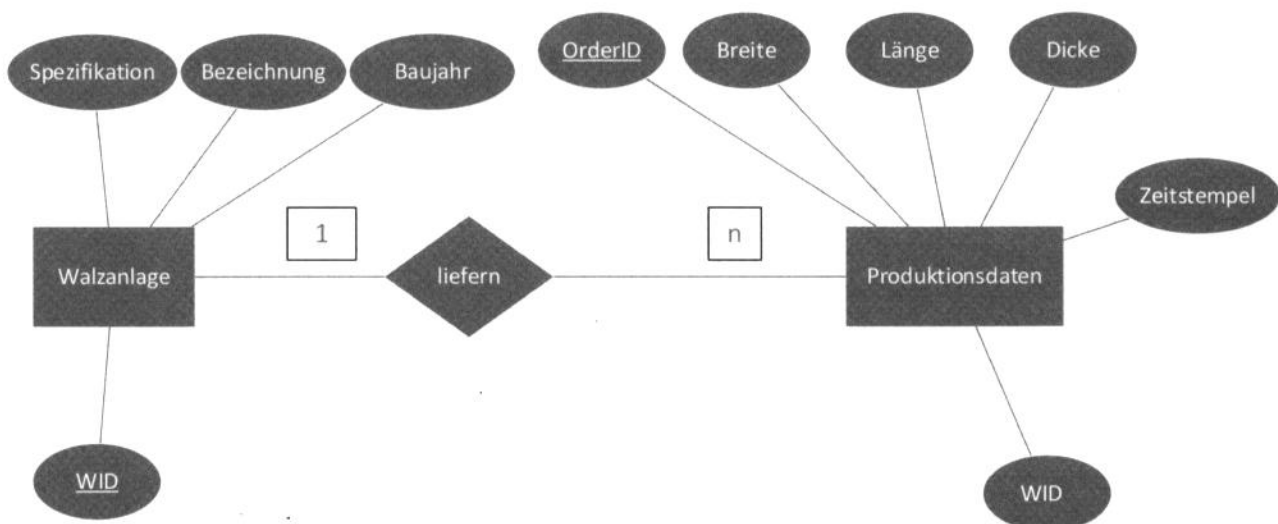 OrderID
Breite
Länge
Dicke
Spezifikation
Bezeichnung
Baujahr
Zeitstempel
1
n
Walzanlage
liefern
Produktionsdaten
WID
WID